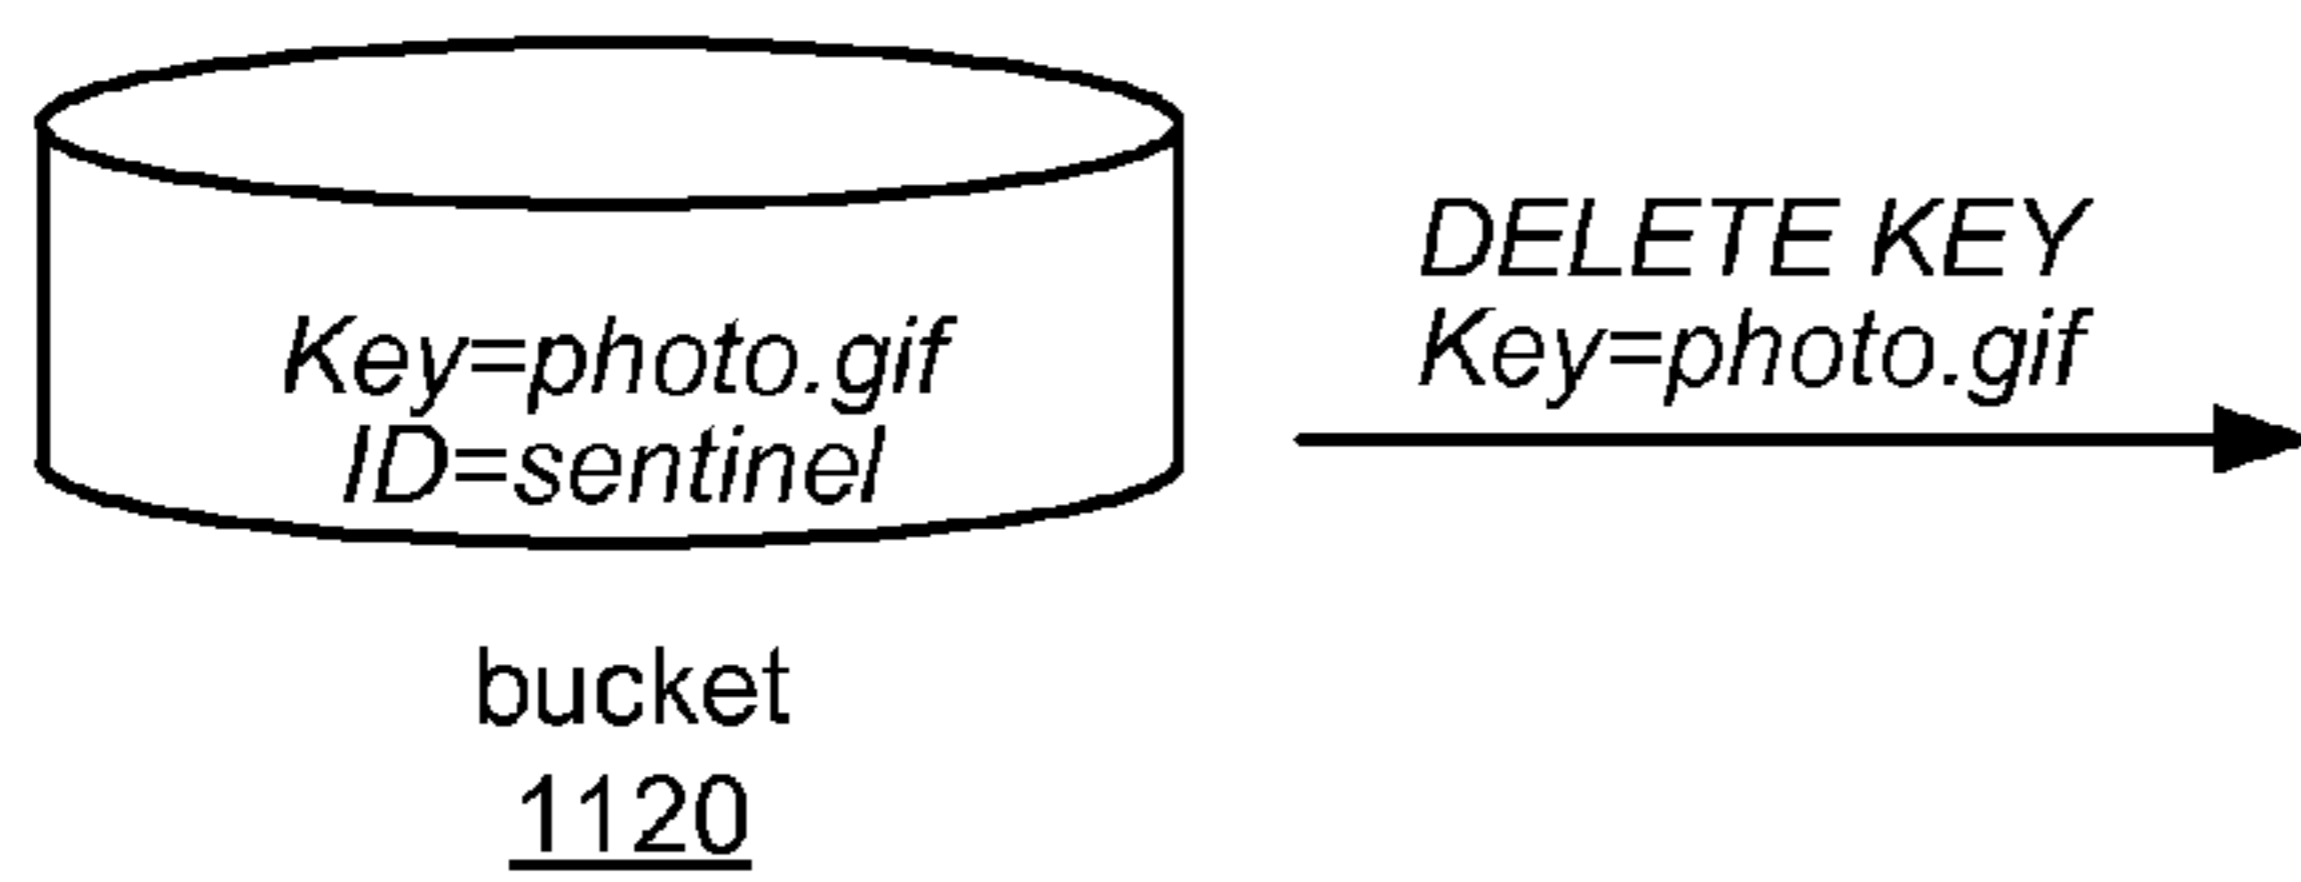 Key=photo.gif
ID=sentinel
bucket
1120
DELETE KEY
Key=photo.gif